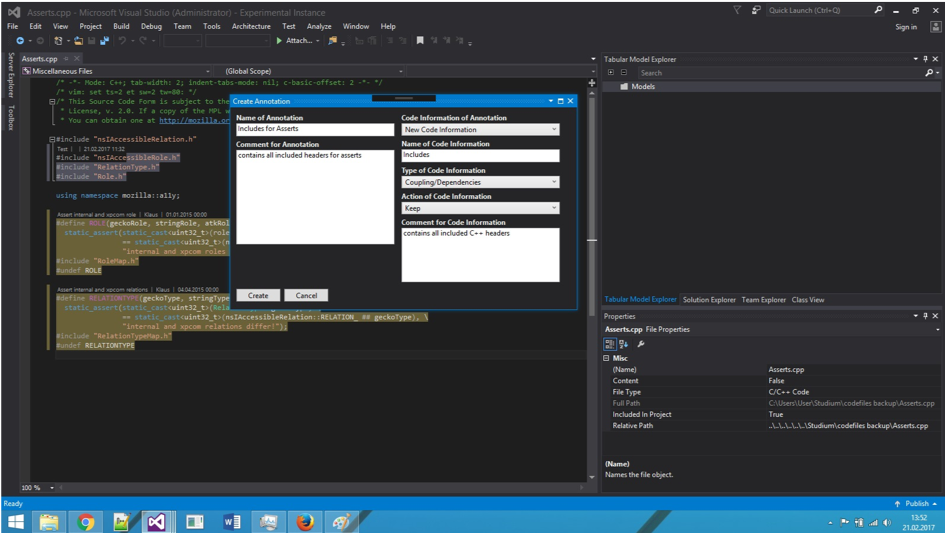 Asserts.cpp - Microsoft Visual Studio (Administrator) - Experimental Instance
Quick Launch (Ctrl+Q)
File Edit View Project Build Debug Team Tools Architecture Test Analyze Window Help
Sign in
Attach...
Server Explorer
Toolbox
Asserts.cpp
Miscellaneous Files
(Global Scope)
/* -*- Mode: C++; tab-width: 2; indent-tabs-mode: nil; c-basic-offset: 2 -*- */
/* vim: set ts=2 et sw=2 tw=80: */
/* This Source Code Form is subject to the
* License, v. 2.0. If a copy of the MPL w
* You can obtain one at http://mozilla.or
#include "nsIAccessibleRelation.h"
Test | | 21.02.2017 11:32
#include "nsIAccessibleRole.h"
#include "RelationType.h"
#include "Role.h"
using namespace mozilla::a11y;
Assert internal and xpcom role | Klaus | 01.01.2015 00:00
#define ROLE(geckoRole, stringRole, atkRol
static_assert(static_cast<uint32_t>(role
== static_cast<uint32_t>(n
"internal and xpcom roles
#include "RoleMap.h"
#undef ROLE
Assert internal and xpcom relations | Klaus | 04.04.2015 00:00
#define RELATIONTYPE(geckoType, stringType
static_assert(static_cast<uint32_t>(Rela
== static_cast<uint32_t>(nsIAccessibleRelation::RELATION_ ## geckoType), \
"internal and xpcom relations differ!");
#include "RelationTypeMap.h"
#undef RELATIONTYPE
100 %
Create Annotation
Name of Annotation
Includes for Asserts
Comment for Annotation
contains all included headers for asserts
Code Information of Annotation
New Code Information
Name of Code Information
Includes
Type of Code Information
Coupling/Dependencies
Action of Code Information
Keep
Comment for Code Information
contains all included C++ headers
Create
Cancel
Tabular Model Explorer
Search
Models
Tabular Model Explorer Solution Explorer Team Explorer Class View
Properties
Asserts.cpp File Properties
Misc
(Name) Asserts.cpp
Content False
File Type C/C++ Code
Full Path C:\Users\User\Studium\codefiles backup\Asserts.cpp
Included In Project True
Relative Path ..\..\..\..\..\Studium\codefiles backup\Asserts.cpp
(Name)
Names the file object.
Ready
Publish
13:52
21.02.2017